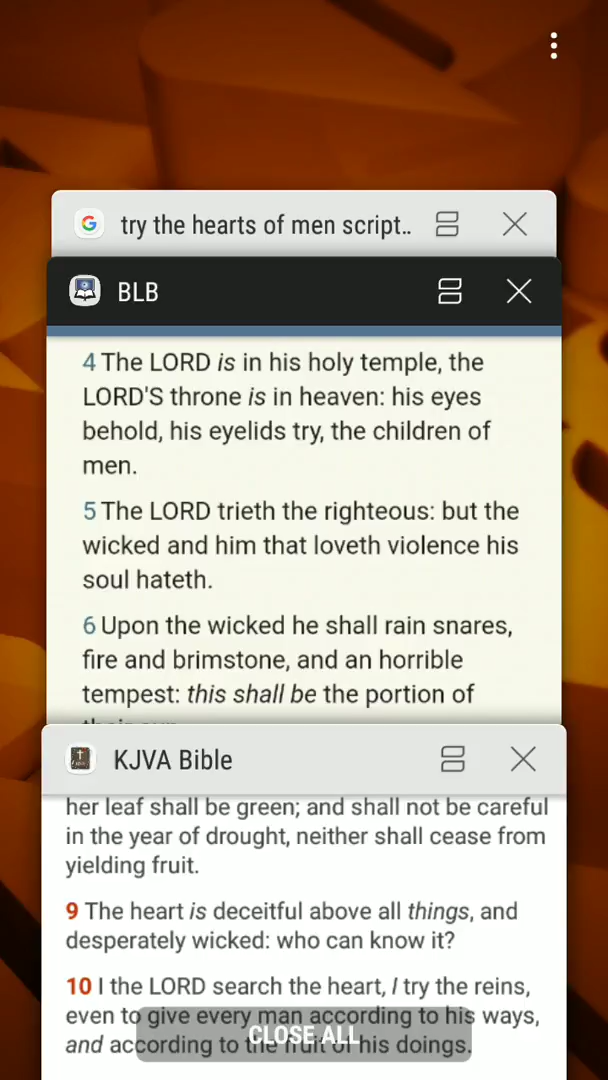 try the hearts of men script..
BLB
4 The LORD is in his holy temple, the
LORD'S throne is in heaven: his eyes
behold, his eyelids try, the children of
men.
5 The LORD trieth the righteous: but the
wicked and him that loveth violence his
soul hateth.
6 Upon the wicked he shall rain snares,
fire and brimstone, and an horrible
tempest: this shall be the portion of
KJVA Bible
her leaf shall be green; and shall not be careful
in the year of drought, neither shall cease from
yielding fruit.
9 The heart is deceitful above all things, and
desperately wicked: who can know it?
10 I the LORD search the heart, I try the reins,
even to give every man according to his ways,
CLOSE ALL
and according to the fruit of his doings.